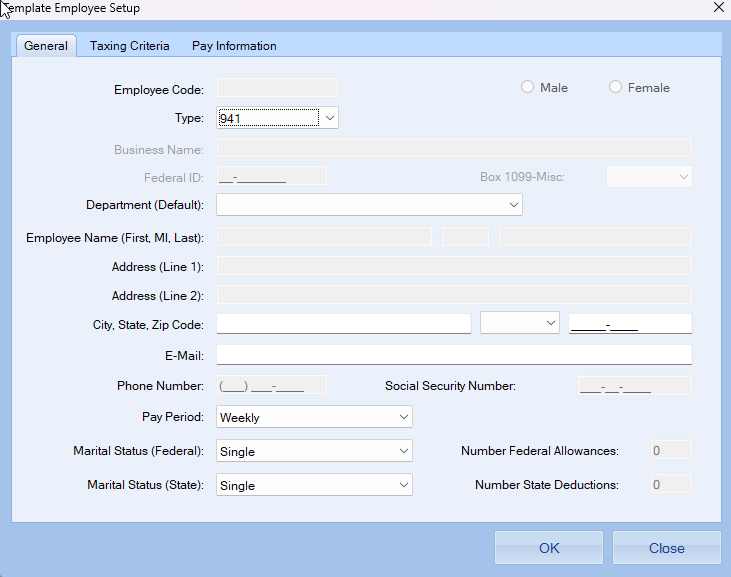 Template Employee Setup
General Taxing Criteria Pay Information
Employee Code: Male Female
Type: 941
Business Name:
Federal ID: __-_______ Box 1099-Misc:
Department (Default):
Employee Name (First, MI, Last):
Address (Line 1):
Address (Line 2):
City, State, Zip Code: _____-____
E-Mail:
Phone Number: (___) ___-____ Social Security Number: ___-__-____
Pay Period: Weekly
Marital Status (Federal): Single Number Federal Allowances: 0
Marital Status (State): Single Number State Deductions: 0
OK Close